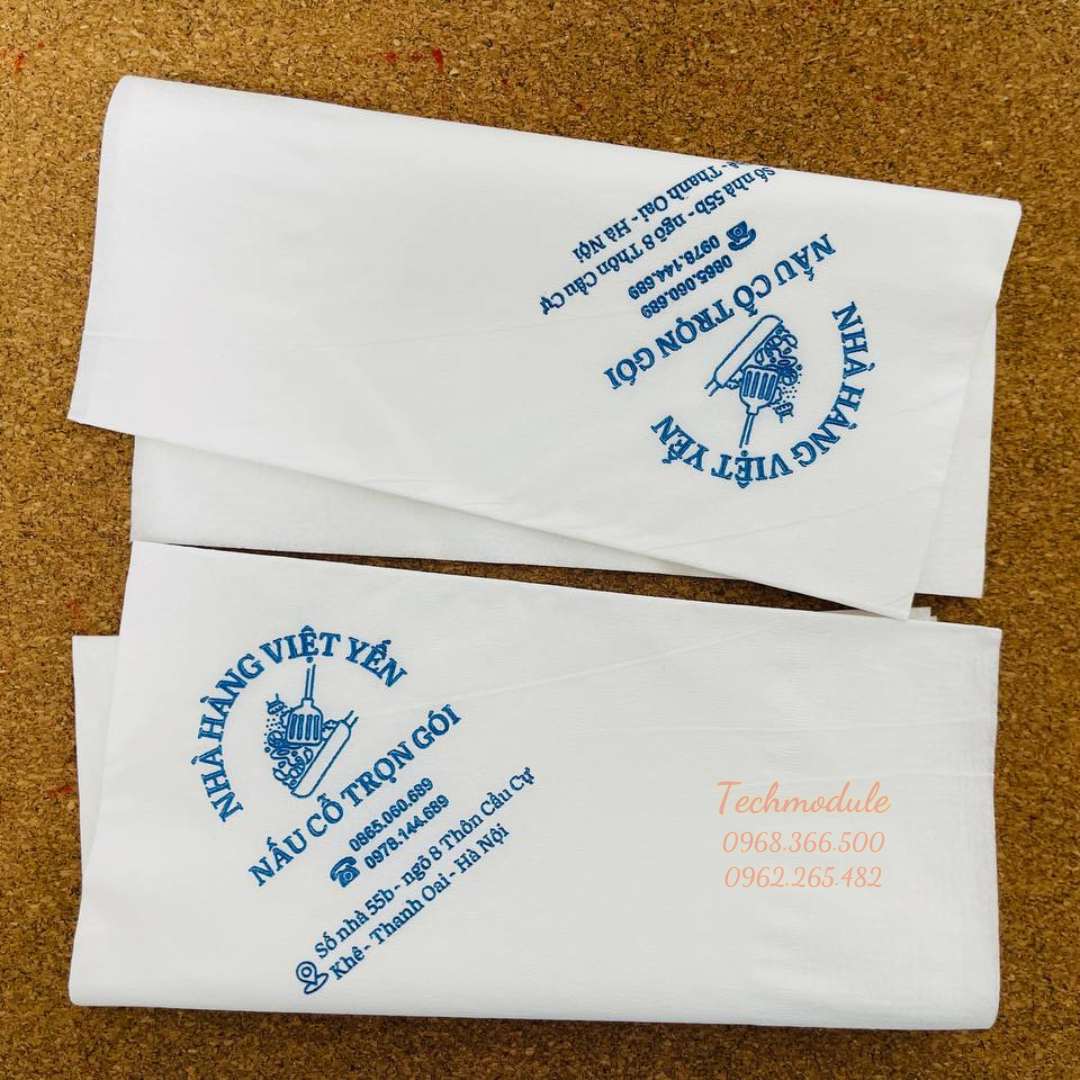 Số nhà 55b - ngõ 8 Thôn Cầu Cự
- Thanh Oai - Hà Nội
0865.060.689
0978.144.689
NẤU CỖ TRỌN GÓI
NHÀ HÀNG VIỆT YẾN
NHÀ HÀNG VIỆT YẾN
NẤU CỖ TRỌN GÓI
0865.060.689
0978.144.689
Số nhà 55b - ngõ 8 Thôn Cầu Cự
Khê - Thanh Oai - Hà Nội
Techmodule
0968.366.500
0962.265.482